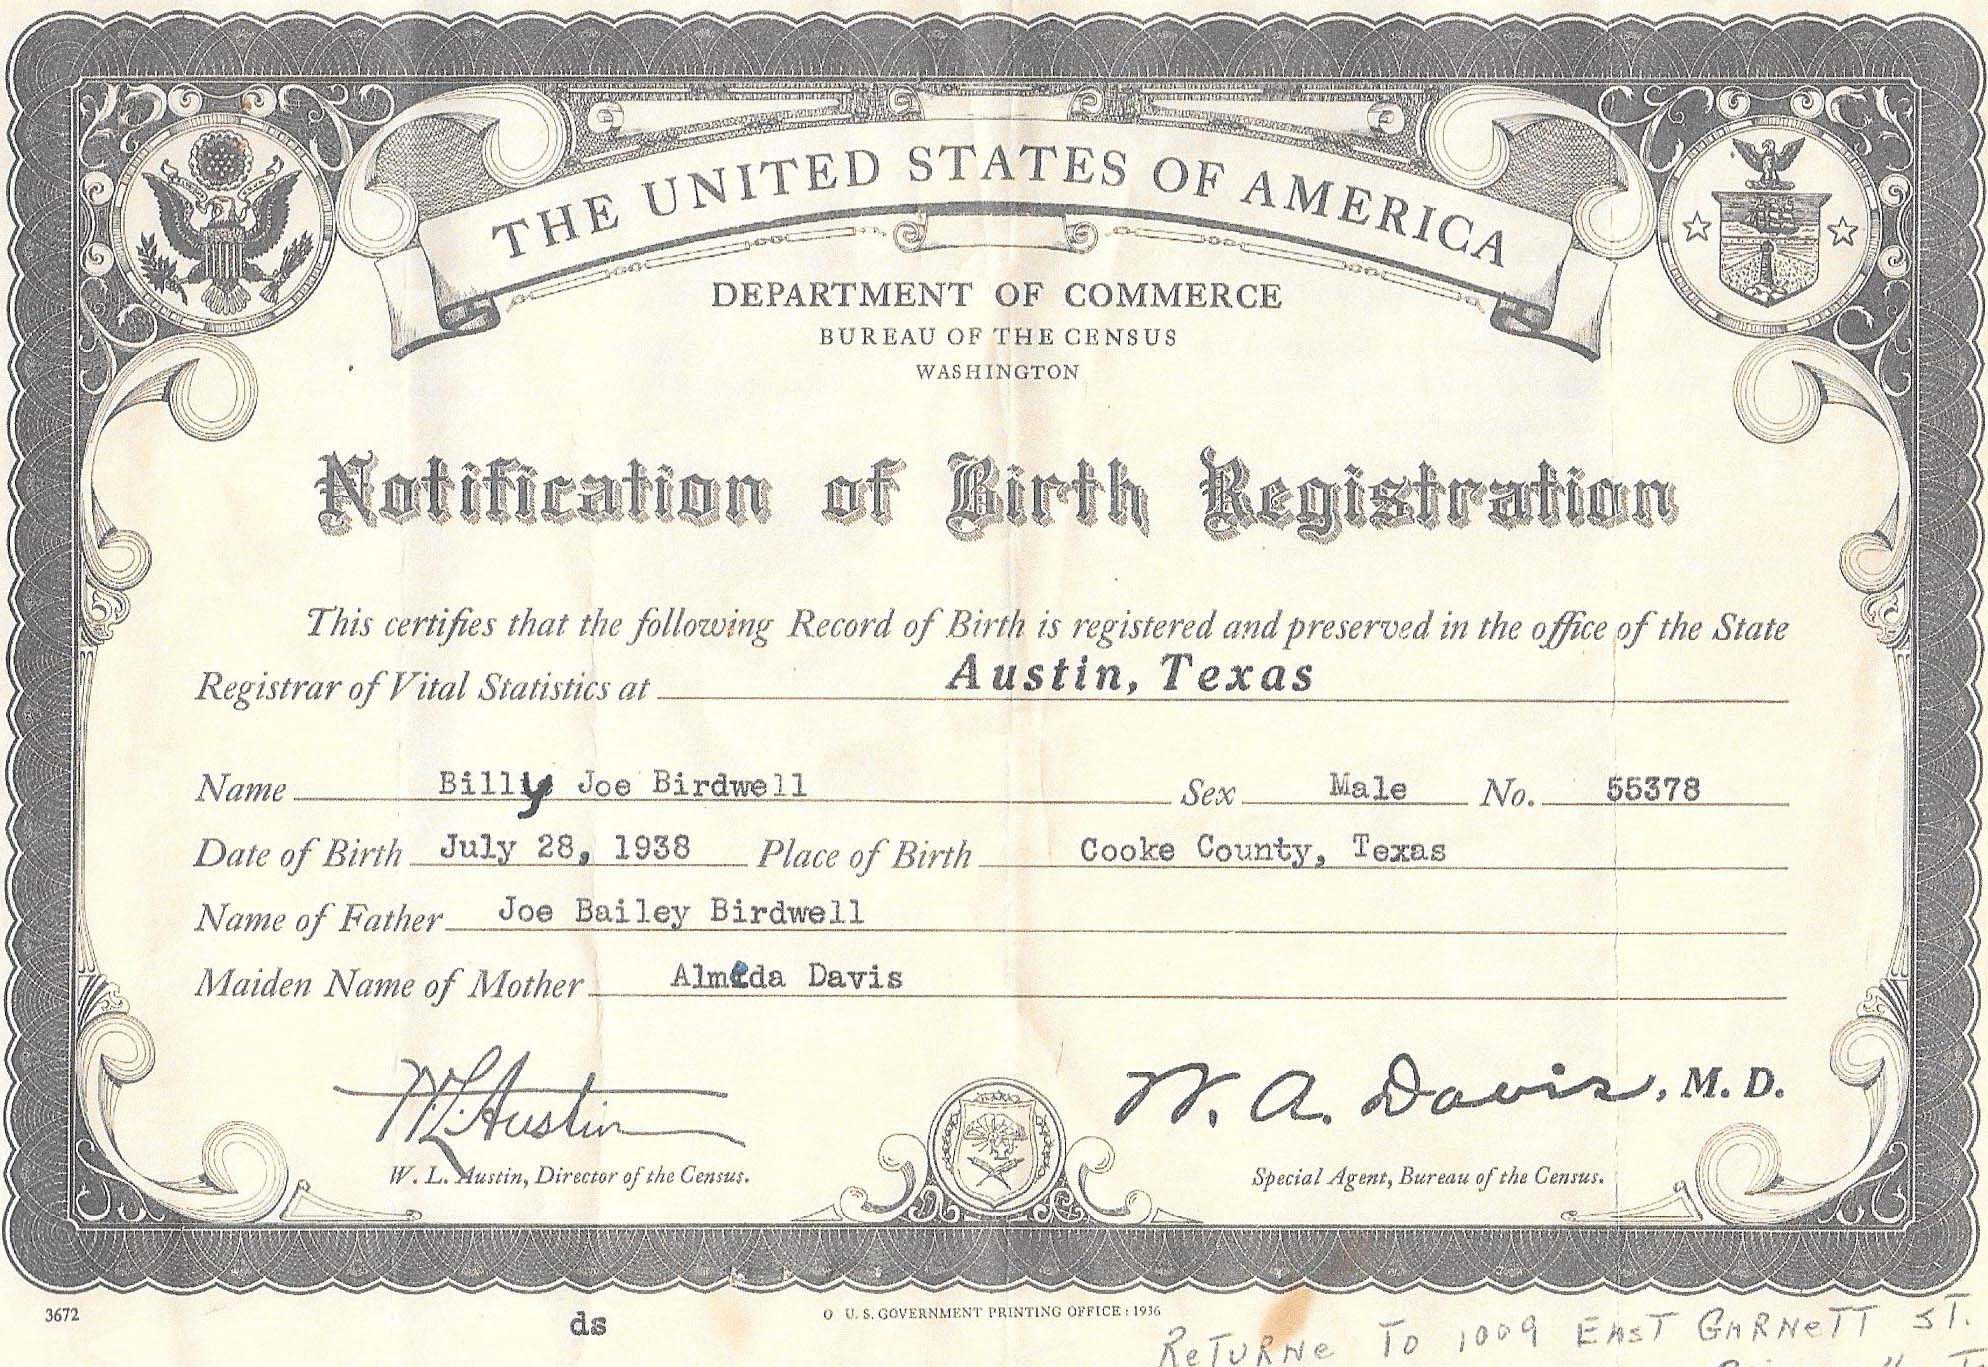 THE UNITED STATES OF AMERICA
DEPARTMENT OF COMMERCE
BUREAU OF THE CENSUS
WASHINGTON
Notification of Birth Registration
This certifies that the following Record of Birth is registered and preserved in the office of the State
Registrar of Vital Statistics at Austin, Texas
Name Billy Joe Birdwell Sex Male No. 55378
Date of Birth July 28, 1938 Place of Birth Cooke County, Texas
Name of Father Joe Bailey Birdwell
Maiden Name of Mother Almeda Davis
W. L. Austin W. A. Davis, M. D.
W. L. Austin, Director of the Census. Special Agent, Bureau of the Census.
3672 ds O U. S. GOVERNMENT PRINTING OFFICE : 1936
ReTURNe TO 1009 EAST GARNeTT ST.